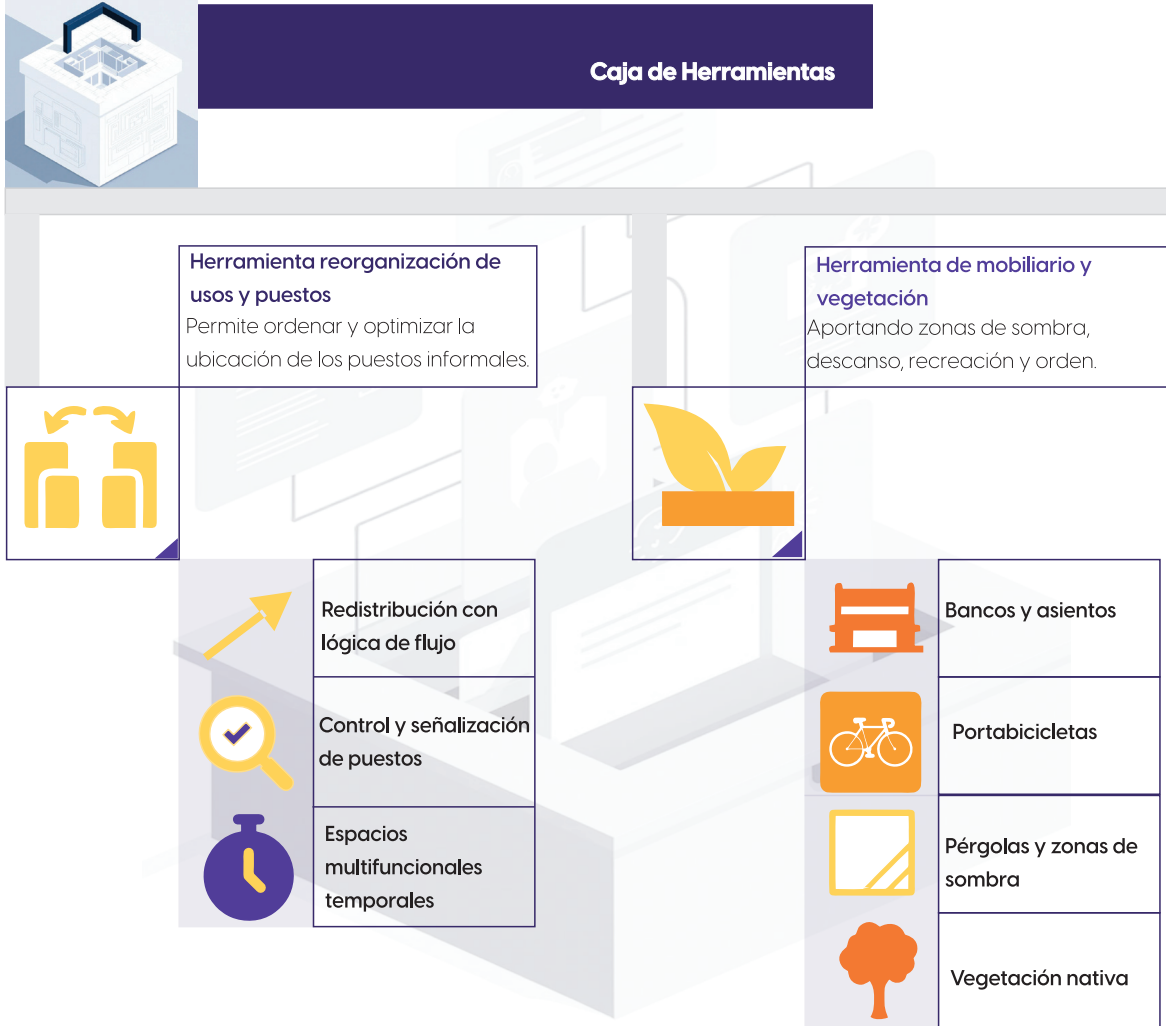 Caja de Herramientas
Herramienta reorganización de
usos y puestos
Permite ordenar y optimizar la
ubicación de los puestos informales.
Redistribución con
lógica de flujo
Control y señalización
de puestos
Espacios
multifuncionales
temporales
Herramienta de mobiliario y
vegetación
Aportando zonas de sombra,
descanso, recreación y orden.
Bancos y asientos
Portabicicletas
Pérgolas y zonas de
sombra
Vegetación nativa